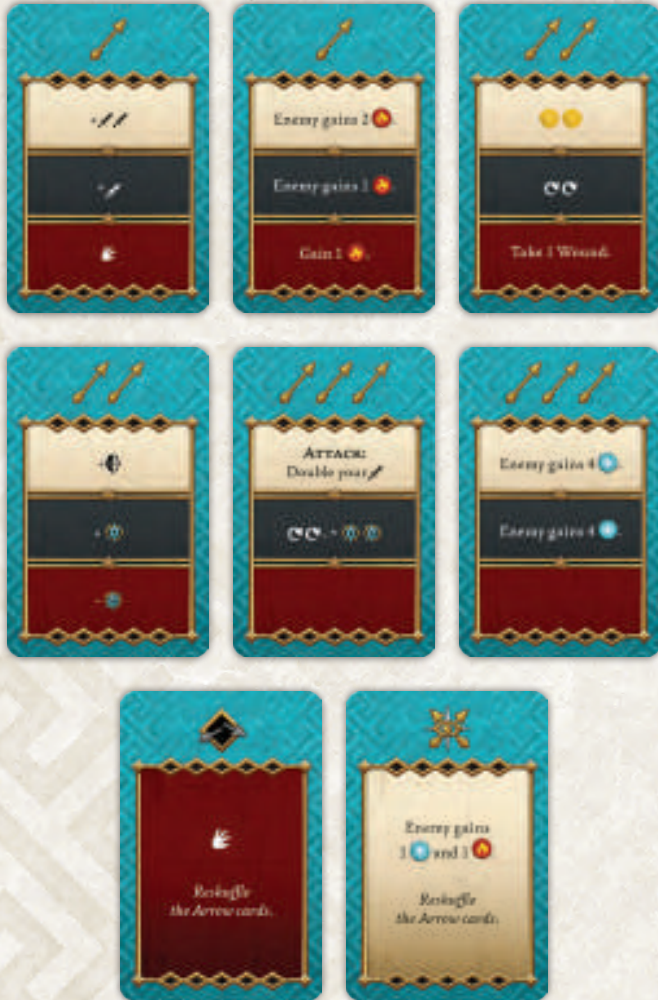 Enemy gains 2
Enemy gains 1
Gain 1
Take 1 Wound.
ATTACK:
Double your
Enemy gains 4
Enemy gains 4
Reshuffle
the Arrow cards.
Enemy gains
1 and 1
Reshuffle
the Arrow cards.